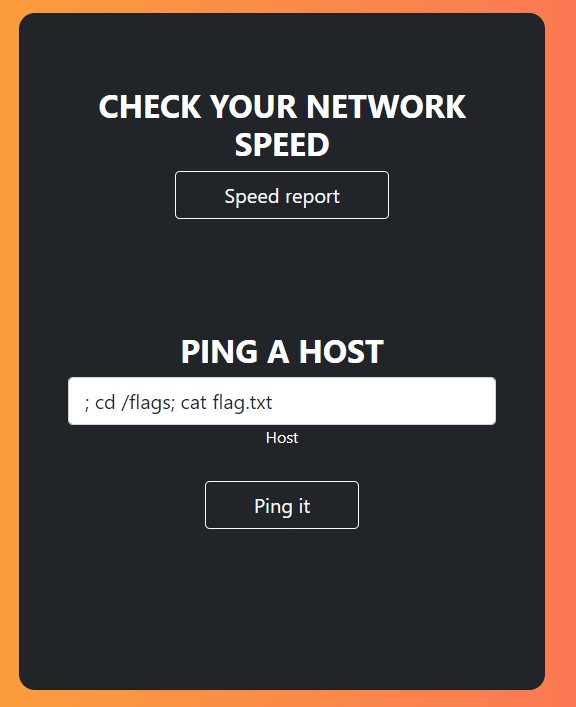 CHECK YOUR NETWORK
SPEED
Speed report
PING A HOST
; cd /flags; cat flag.txt
Host
Ping it